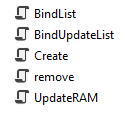 BindList
BindUpdateList
Create
remove
UpdateRAM